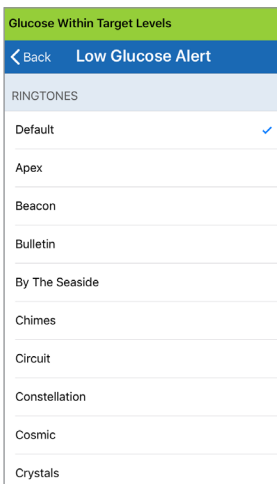 Glucose Within Target Levels
Back Low Glucose Alert
RINGTONES
Default
Apex
Beacon
Bulletin
By The Seaside
Chimes
Circuit
Constellation
Cosmic
Crystals